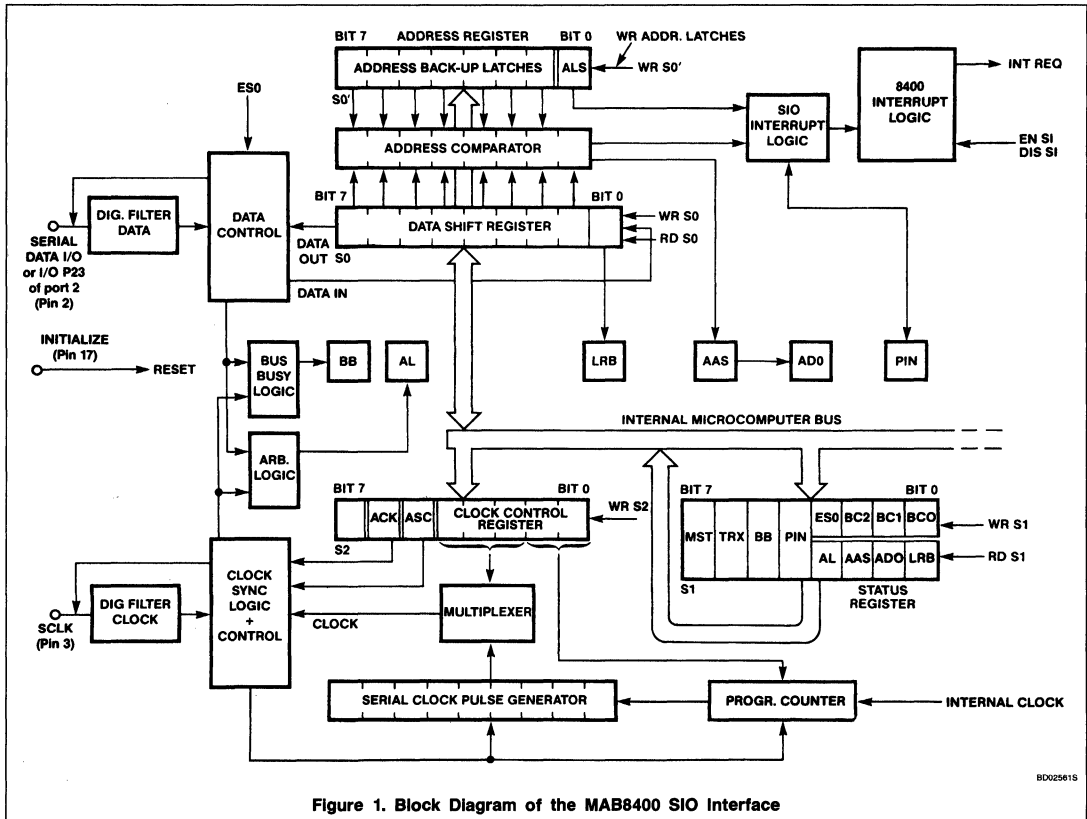 BIT 7 ADDRESS REGISTER BIT 0
WR ADDR. LATCHES
ADDRESS BACK-UP LATCHES ALS
WR S0'
INT REQ
8400
INTERRUPT
LOGIC
ES0
S0'
SIO
INTERRUPT
LOGIC
ADDRESS COMPARATOR
EN SI
DIS SI
BIT 7 BIT 0
DIG. FILTER
DATA
DATA
CONTROL
DATA SHIFT REGISTER
WR S0
RD S0
SERIAL
DATA I/O
or I/O P23
of port 2
(Pin 2)
DATA
OUT S0
DATA IN
INITIALIZE
(Pin 17)
RESET
BUS
BUSY
LOGIC
BB
AL
LRB
AAS
AD0
PIN
INTERNAL MICROCOMPUTER BUS
ARB.
LOGIC
BIT 7 BIT 0
ACK ASC CLOCK CONTROL
REGISTER
WR S2
S2
BIT 7 BIT 0
MST TRX BB PIN
ES0 BC2 BC1 BCO
WR S1
AL AAS ADO LRB
RD S1
S1
STATUS
REGISTER
CLOCK
SYNC
LOGIC
+
CONTROL
DIG FILTER
CLOCK
SCLK
(Pin 3)
CLOCK
MULTIPLEXER
SERIAL CLOCK PULSE GENERATOR
PROGR. COUNTER
INTERNAL CLOCK
BD02561S
Figure 1. Block Diagram of the MAB8400 SIO Interface